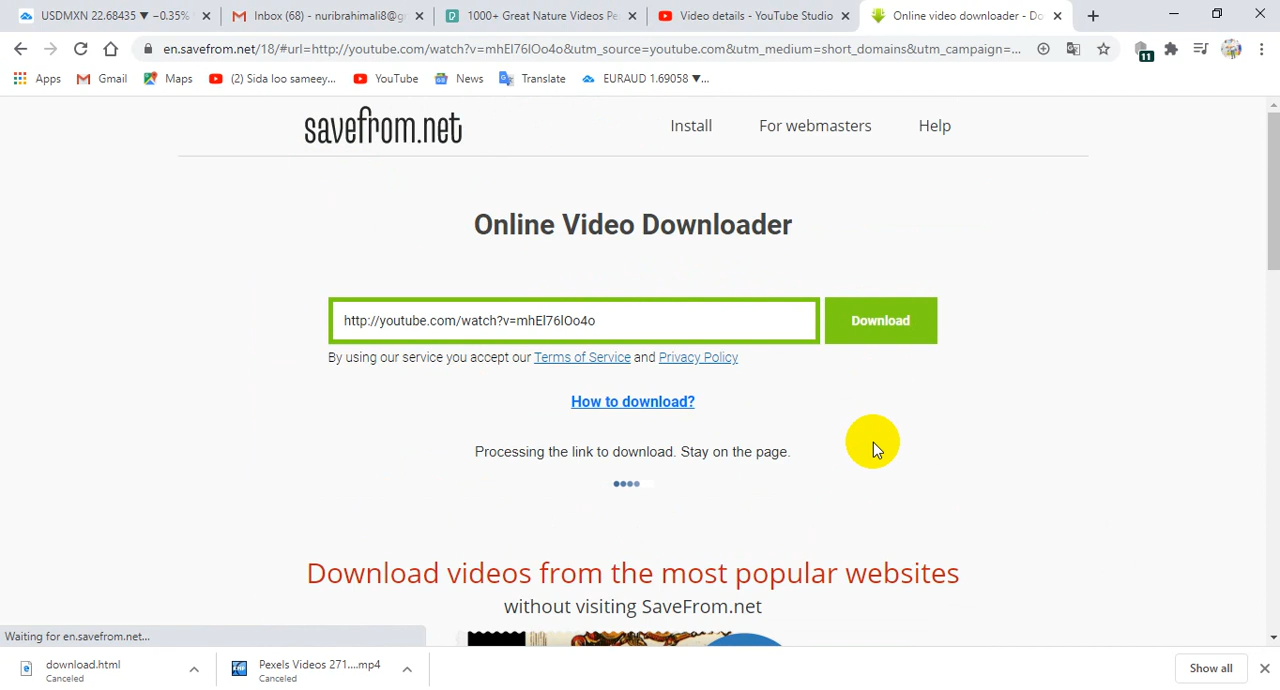 USDMXN 22.68435 ▼ −0.35%
Inbox (68) - nuribrahimali8@g
1000+ Great Nature Videos Pe
Video details - YouTube Studio
Online video downloader - Do
en.savefrom.net/18/#url=http://youtube.com/watch?v=mhEl76lOo4o&utm_source=youtube.com&utm_medium=short_domains&utm_campaign=...
11
Apps
Gmail
Maps
(2) Sida loo sameey...
YouTube
News
Translate
EURAUD 1.69058 ▼...
savefrom.net
Install
For webmasters
Help
Online Video Downloader
http://youtube.com/watch?v=mhEl76lOo4o
Download
By using our service you accept our Terms of Service and Privacy Policy
How to download?
Processing the link to download. Stay on the page.
Download videos from the most popular websites
without visiting SaveFrom.net
Waiting for en.savefrom.net...
download.html
Canceled
Pexels Videos 271....mp4
Canceled
Show all